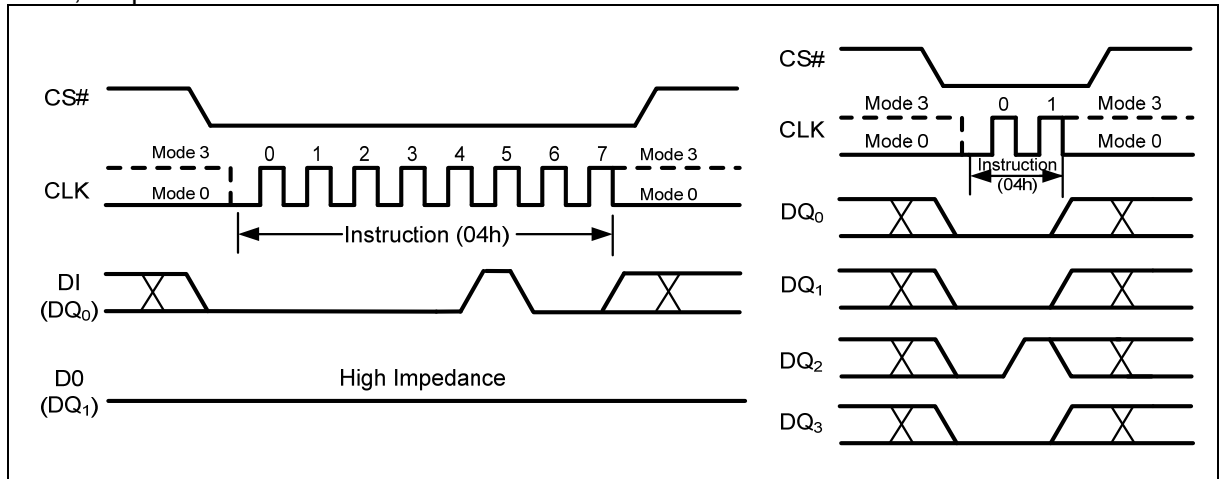 CS#
Mode 3 0 1 2 3 4 5 6 7 Mode 3
CLK
Mode 0 Mode 0
Instruction (04h)
DI
(DQ0)
D0
(DQ1)
High Impedance
CS#
Mode 3 0 1 Mode 3
CLK
Mode 0 Mode 0
Instruction
(04h)
DQ0
DQ1
DQ2
DQ3